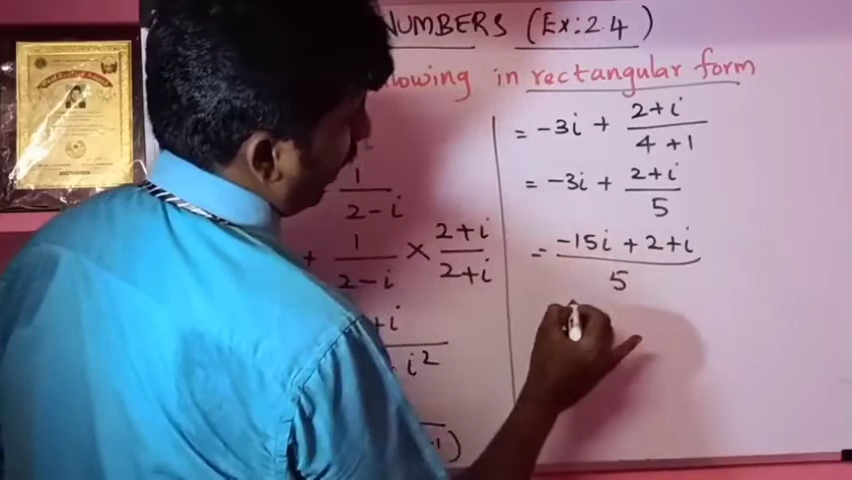 NUMBERS (Ex: 2.4)
lowing in rectangular form
1
2-i
+ 1/2-i × 2+i/2+i
+i
i²
= -3i + 2+i/4+1
= -3i + 2+i/5
= -15i + 2+i/5